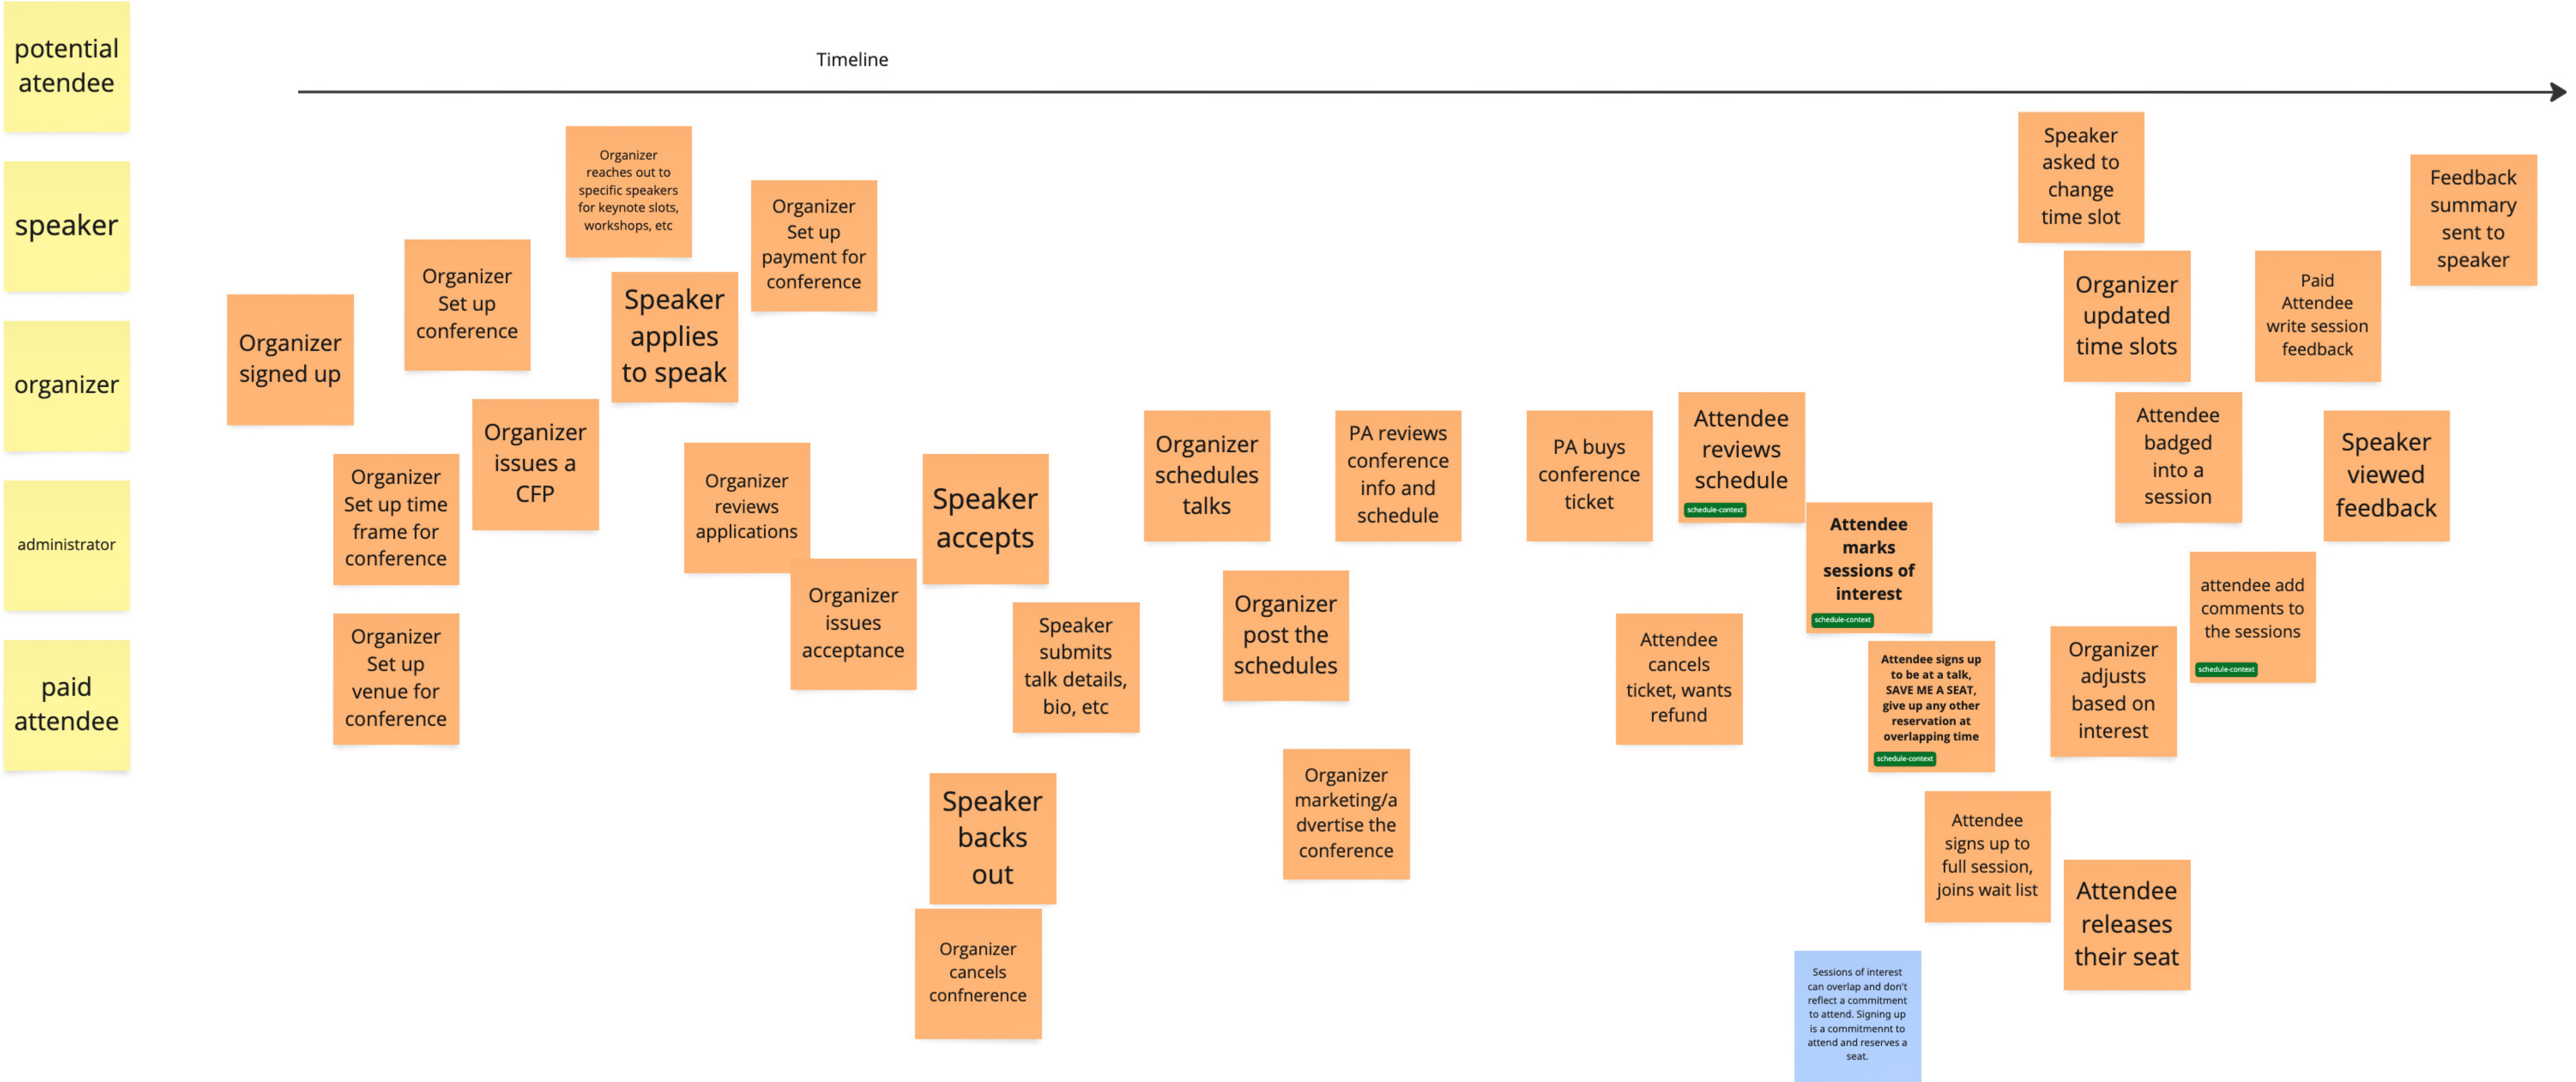 potential
atendee
speaker
organizer
administrator
paid
attendee
Timeline
Organizer
signed up
Organizer
Set up time
frame for
conference
Organizer
Set up
venue for
conference
Organizer
Set up
conference
Organizer
issues a
CFP
Organizer
reaches out to
specific speakers
for keynote slots,
workshops, etc
Speaker
applies
to speak
Organizer
Set up
payment for
conference
Organizer
reviews
applications
Organizer
issues
acceptance
Speaker
accepts
Speaker
submits
talk details,
bio, etc
Speaker
backs
out
Organizer
cancels
confnerence
Organizer
schedules
talks
Organizer
post the
schedules
Organizer
marketing/a
dvertise the
conference
PA reviews
conference
info and
schedule
PA buys
conference
ticket
Attendee
cancels
ticket, wants
refund
Attendee
reviews
schedule
schedule-context
Attendee
marks
sessions of
interest
schedule-context
Attendee signs up
to be at a talk,
SAVE ME A SEAT,
give up any other
reservation at
overlapping time
schedule-context
Attendee
signs up to
full session,
joins wait list
Sessions of interest
can overlap and don't
reflect a commitment
to attend. Signing up
is a commitmennt to
attend and reserves a
seat.
Speaker
asked to
change
time slot
Organizer
updated
time slots
Attendee
badged
into a
session
Organizer
adjusts
based on
interest
Attendee
releases
their seat
attendee add
comments to
the sessions
schedule-context
Paid
Attendee
write session
feedback
Speaker
viewed
feedback
Feedback
summary
sent to
speaker